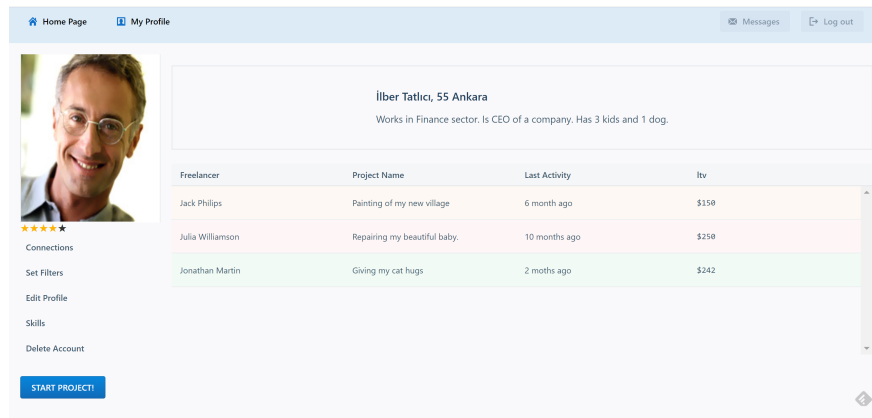 Home Page
My Profile
Messages
Log out
İlber Tatlıcı, 55 Ankara
Works in Finance sector. Is CEO of a company. Has 3 kids and 1 dog.
Freelancer Project Name Last Activity ltv
Jack Philips Painting of my new village 6 month ago $150
Julia Williamson Repairing my beautiful baby. 10 months ago $250
Jonathan Martin Giving my cat hugs 2 moths ago $242
Connections
Set Filters
Edit Profile
Skills
Delete Account
START PROJECT!